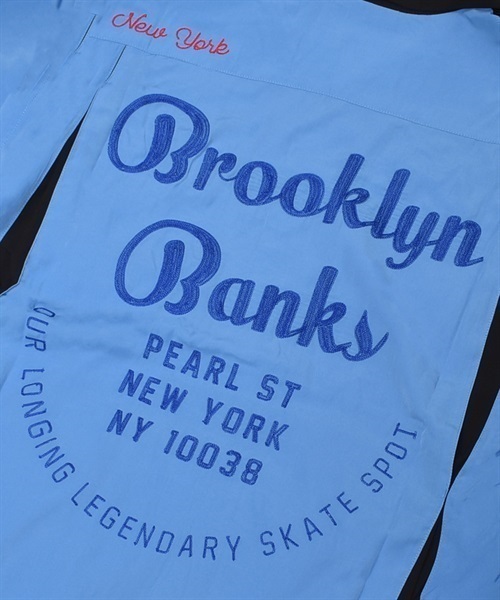 New York
Brooklyn
Banks
PEARL ST
NEW YORK
NY 10038
OUR LONGING LEGENDARY SKATE SPOT